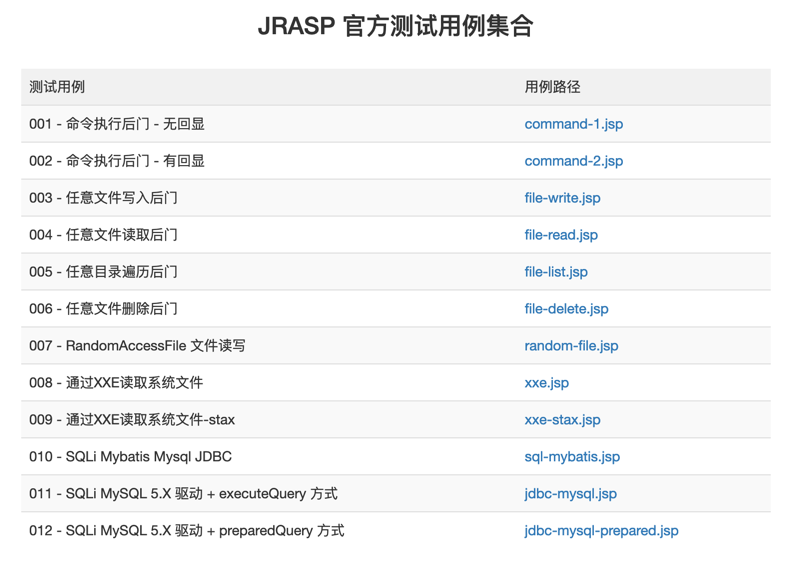 JRASP 官方测试用例集合
测试用例 用例路径
001 - 命令执行后门 - 无回显 command-1.jsp
002 - 命令执行后门 - 有回显 command-2.jsp
003 - 任意文件写入后门 file-write.jsp
004 - 任意文件读取后门 file-read.jsp
005 - 任意目录遍历后门 file-list.jsp
006 - 任意文件删除后门 file-delete.jsp
007 - RandomAccessFile 文件读写 random-file.jsp
008 - 通过XXE读取系统文件 xxe.jsp
009 - 通过XXE读取系统文件-stax xxe-stax.jsp
010 - SQLi Mybatis Mysql JDBC sql-mybatis.jsp
011 - SQLi MySQL 5.X 驱动 + executeQuery 方式 jdbc-mysql.jsp
012 - SQLi MySQL 5.X 驱动 + preparedQuery 方式 jdbc-mysql-prepared.jsp